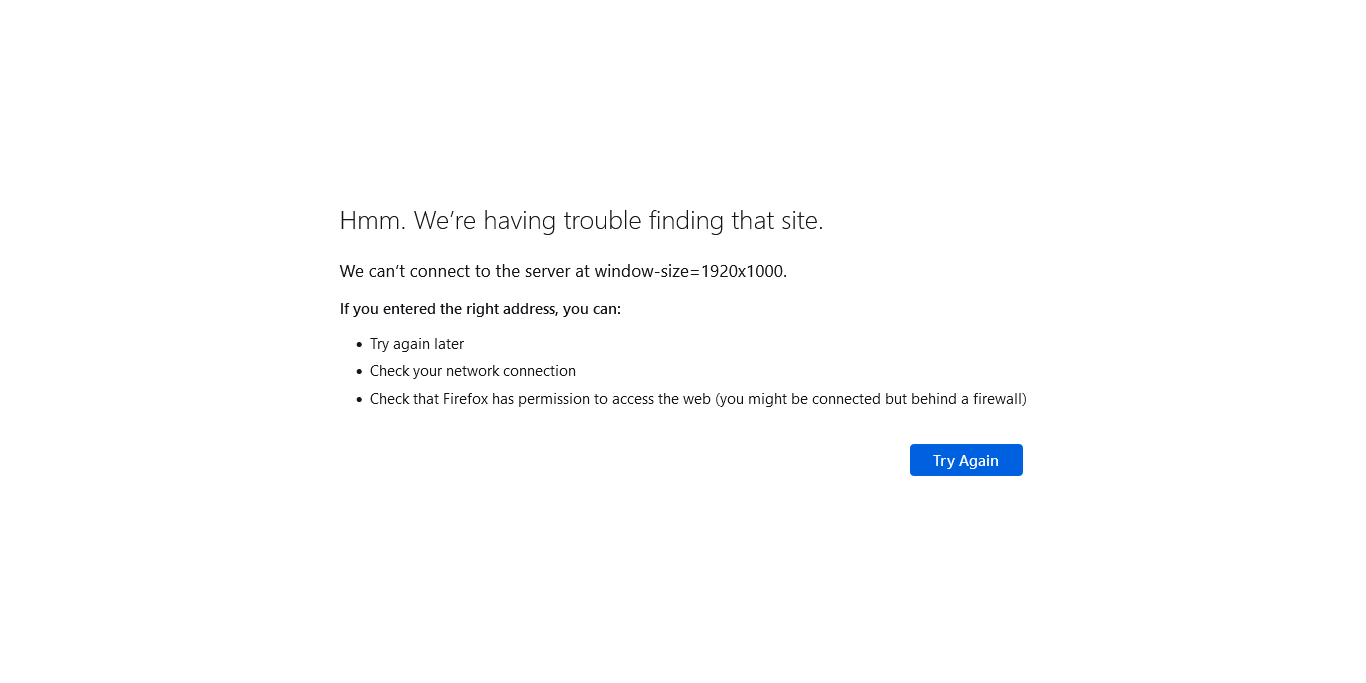 Hmm. We’re having trouble finding that site.
We can’t connect to the server at window-size=1920x1000.
If you entered the right address, you can:
• Try again later
• Check your network connection
• Check that Firefox has permission to access the web (you might be connected but behind a firewall)
Try Again